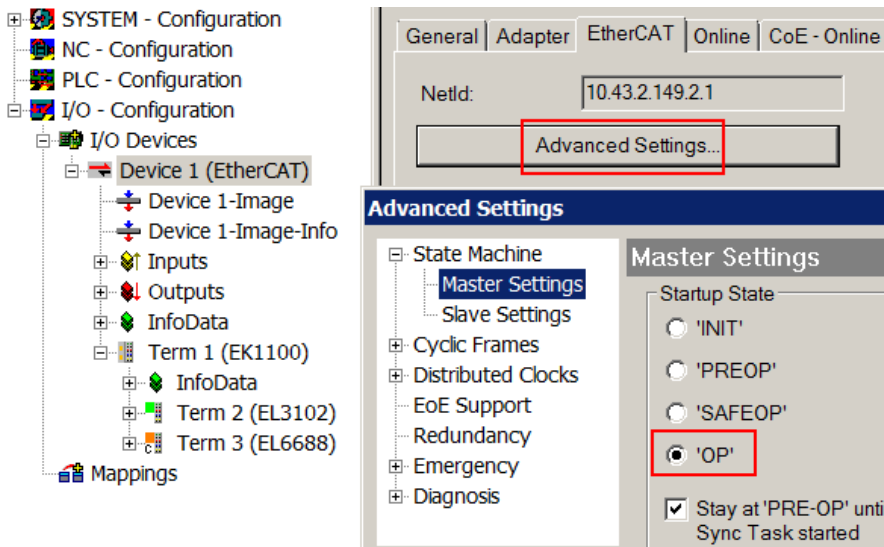 SYSTEM - Configuration
NC - Configuration
PLC - Configuration
I/O - Configuration
I/O Devices
Device 1 (EtherCAT)
Device 1-Image
Device 1-Image-Info
Inputs
Outputs
InfoData
Term 1 (EK1100)
InfoData
Term 2 (EL3102)
Term 3 (EL6688)
Mappings
General Adapter EtherCAT Online CoE - Online
NetId: 10.43.2.149.2.1
Advanced Settings...
Advanced Settings
State Machine
Master Settings
Slave Settings
Cyclic Frames
Distributed Clocks
EoE Support
Redundancy
Emergency
Diagnosis
Master Settings
Startup State
'INIT'
'PREOP'
'SAFEOP'
'OP'
Stay at 'PRE-OP' unti
Sync Task started